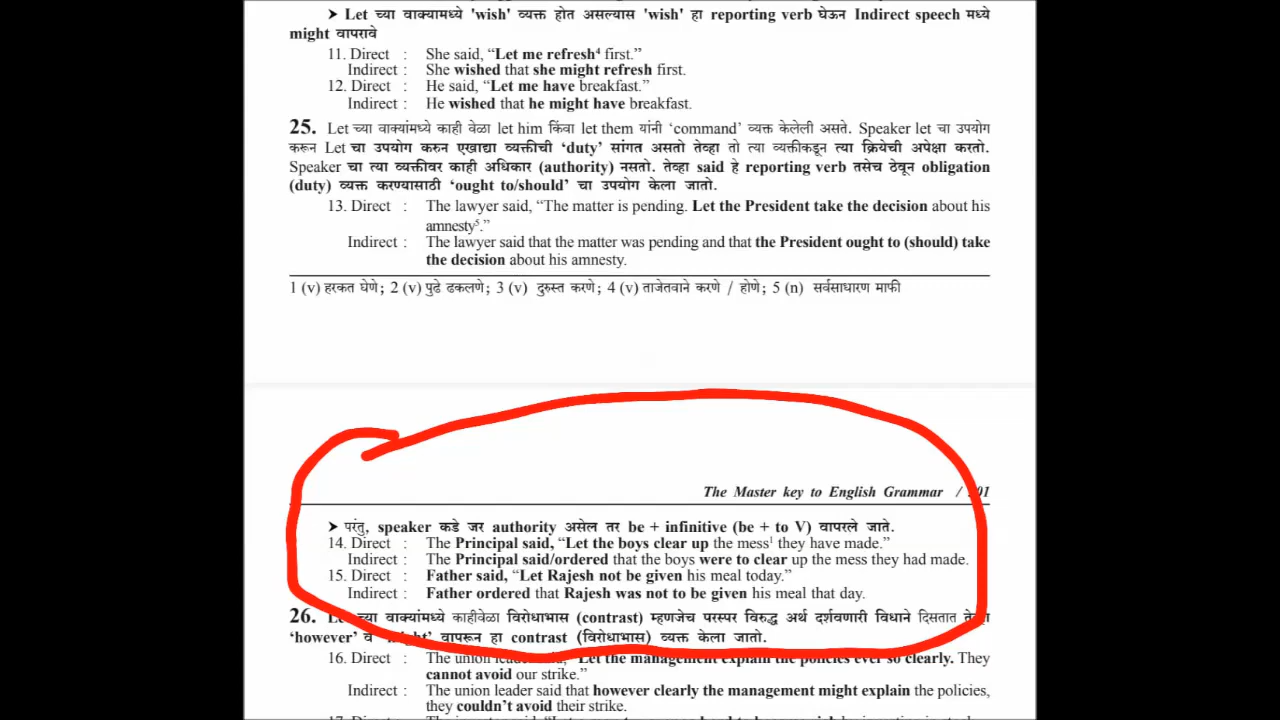 ➤ Let च्या वाक्यामध्ये 'wish' व्यक्त होत असल्यास 'wish' हा reporting verb घेऊन Indirect speech मध्ये
might वापरावे
11. Direct : She said, “Let me refresh⁴ first.”
Indirect : She wished that she might refresh first.
12. Direct : He said, “Let me have breakfast.”
Indirect : He wished that he might have breakfast.
25. Let च्या वाक्यांमध्ये काही वेळा let him किंवा let them यांनी ‘command’ व्यक्त केलेली असते. Speaker let चा उपयोग
करून Let चा उपयोग करुन एखाद्या व्यक्तीची ‘duty’ सांगत असतो तेव्हा तो त्या व्यक्तीकडून त्या क्रियेची अपेक्षा करतो.
Speaker चा त्या व्यक्तीवर काही अधिकार (authority) नसतो. तेव्हा said हे reporting verb तसेच ठेवून obligation
(duty) व्यक्त करण्यासाठी ‘ought to/should’ चा उपयोग केला जातो.
13. Direct : The lawyer said, “The matter is pending. Let the President take the decision about his
amnesty⁵.”
Indirect : The lawyer said that the matter was pending and that the President ought to (should) take
the decision about his amnesty.
1 (v) हरकत घेणे; 2 (v) पुढे ढकलणे; 3 (v) दुरुस्त करणे; 4 (v) ताजेतवाने करणे / होणे; 5 (n) सर्वसाधारण माफी
The Master key to English Grammar /
➤ परंतु, speaker कडे जर authority असेल तर be + infinitive (be + to V) वापरले जाते.
14. Direct : The Principal said, “Let the boys clear up the mess¹ they have made.”
Indirect : The Principal said/ordered that the boys were to clear up the mess they had made.
15. Direct : Father said, “Let Rajesh not be given his meal today.”
Indirect : Father ordered that Rajesh was not to be given his meal that day.
26. च्या वाक्यांमध्ये काहीवेळा विरोधाभास (contrast) म्हणजेच परस्पर विरुद्ध अर्थ दर्शवणारी विधाने दिसतात
‘however’ व वापरून हा contrast (विरोधाभास) व्यक्त केला जातो.
16. Direct : The union leader said, “Let the management explain the policies ever so clearly. They
cannot avoid our strike.”
Indirect : The union leader said that however clearly the management might explain the policies,
they couldn’t avoid their strike.
17. Direct